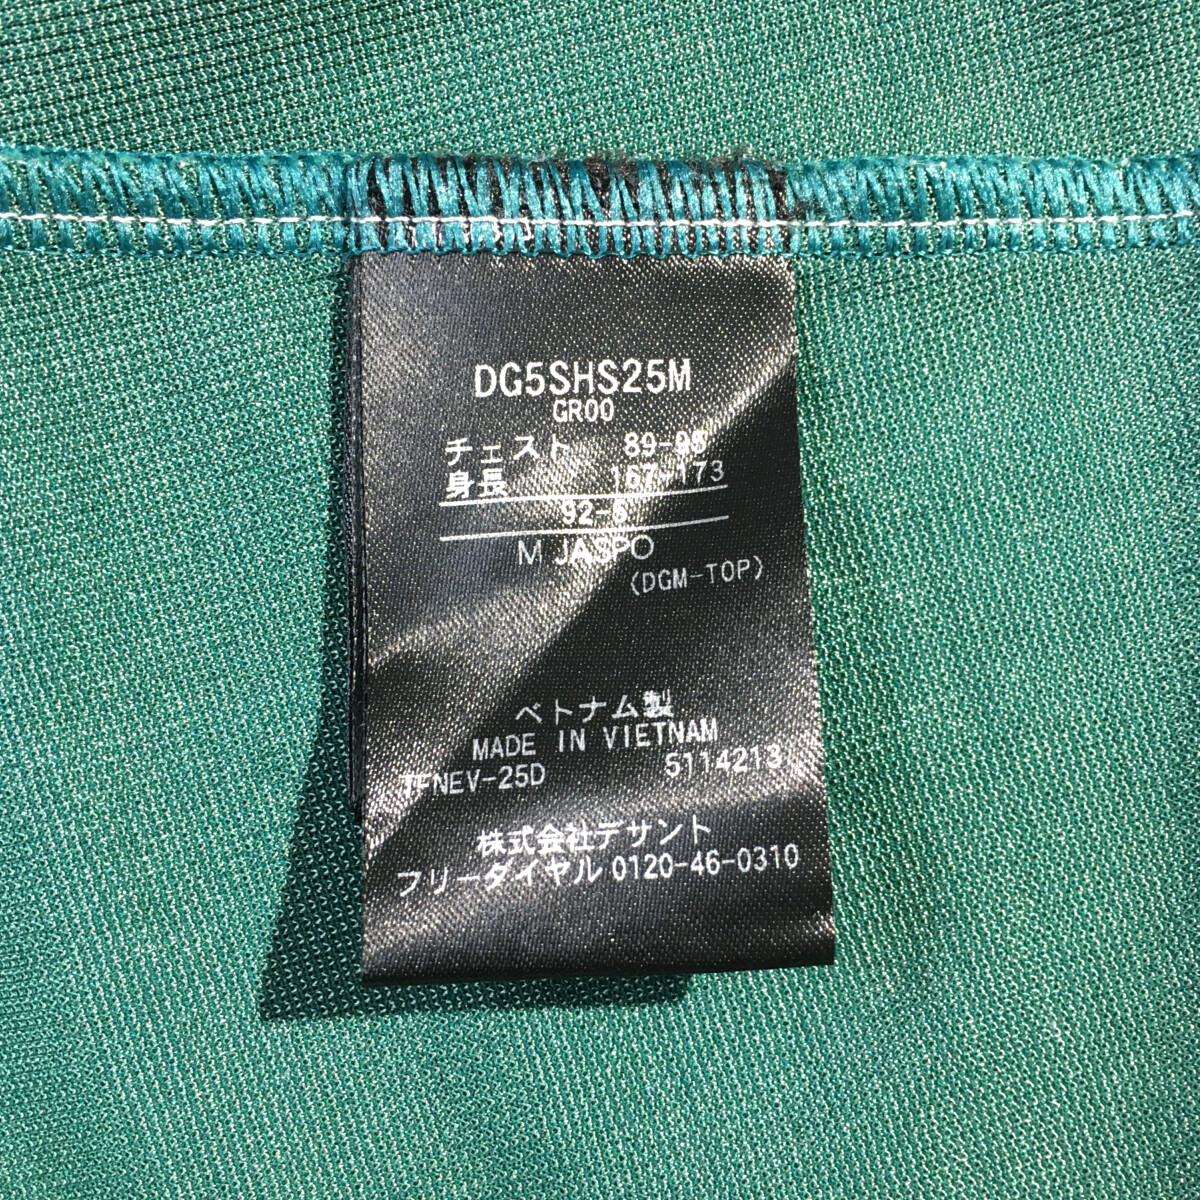 DG5SHS25M
GR00
チェスト 89-95
身長 167-173
92-6
M JASPO
(DGM-TOP)
ベトナム製
MADE IN VIETNAM
TFNEV-25D 5114213
株式会社デサント
フリーダイヤル 0120-46-0310